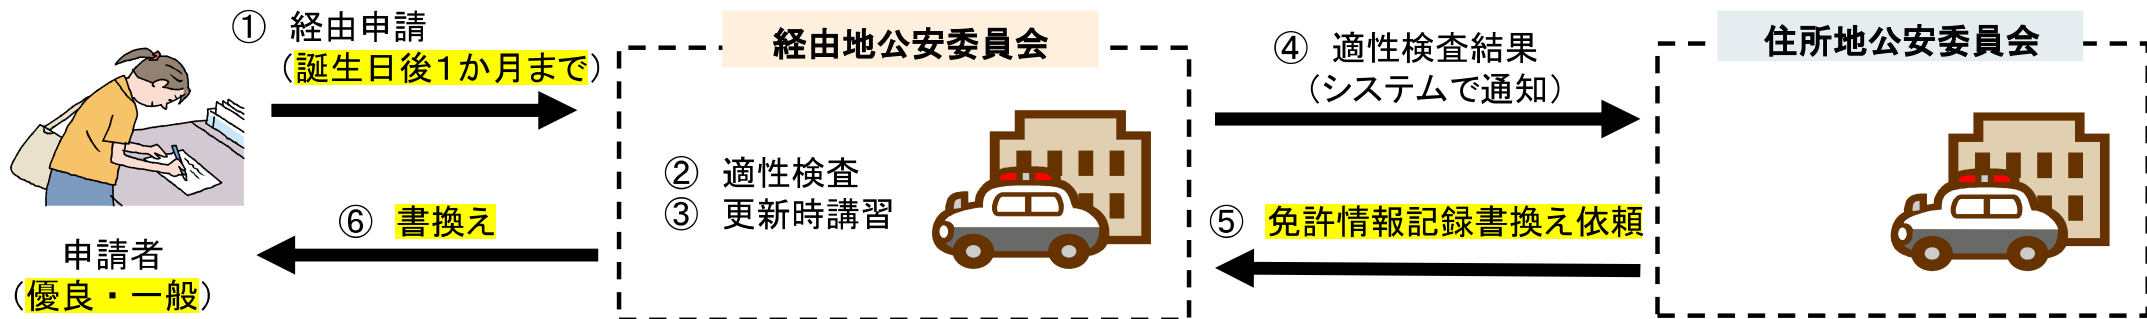 ① 経由申請
（誕生日後１か月まで）
申請者
（優良・一般）
経由地公安委員会
② 適性検査
③ 更新時講習
④ 適性検査結果
（システムで通知）
⑤ 免許情報記録書換え依頼
⑥ 書換え
住所地公安委員会